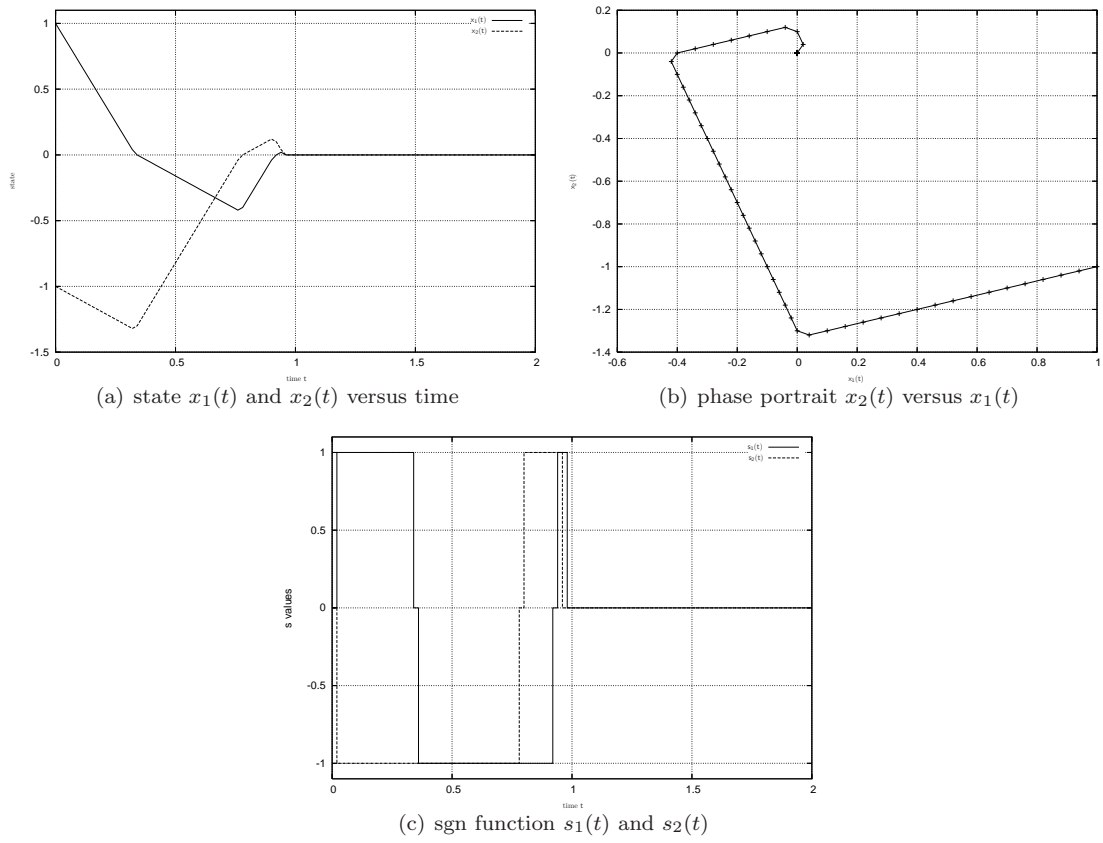 x₁(t)
x₂(t)
1
0.5
0
-0.5
-1
-1.5
state
0 0.5 1 1.5 2
time t
(a) state x₁(t) and x₂(t) versus time
0.2
0
-0.2
-0.4
-0.6
-0.8
-1
-1.2
-1.4
x₂(t)
-0.6 -0.4 -0.2 0 0.2 0.4 0.6 0.8 1
x₁(t)
(b) phase portrait x₂(t) versus x₁(t)
s₁(t)
s₂(t)
1
0.5
0
-0.5
-1
s values
0 0.5 1 1.5 2
time t
(c) sgn function s₁(t) and s₂(t)